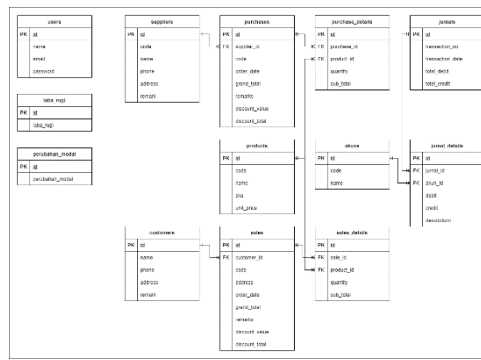 users
PK id
name
email
password
laba_rugi
PK id
laba_rugi
perubahan_modal
PK id
perubahan_modal
suppliers
PK id
code
name
phone
address
remark
purchases
PK id
FK supplier_id
code
order_date
grand_total
remarks
discount_value
discount_total
purchase_details
PK id
FK purchase_id
FK product_id
quantity
sub_total
jurnals
PK id
transaction_no
transaction_date
total_debit
total_credit
products
PK id
code
name
sku
unit_price
akuns
PK id
code
name
jurnal_details
PK id
FK jurnal_id
FK akun_id
debit
credit
description
customers
PK id
name
phone
address
remark
sales
PK id
FK customer_id
code
address
order_date
grand_total
remarks
discount_value
discount_total
sales_details
PK id
FK sale_id
FK product_id
quantity
sub_total